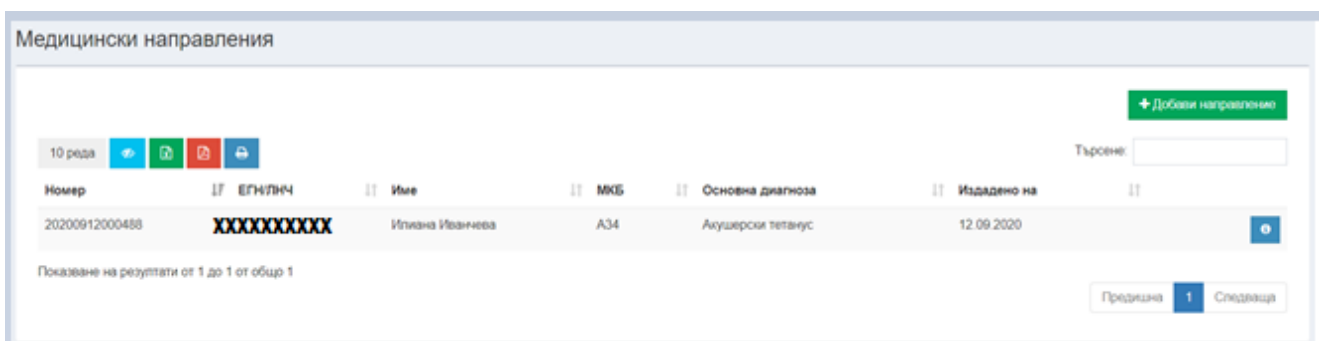 Медицински направления
Добави направление
10 реда
Търсене:
Номер ЕГН/ЛНЧ Име МКБ Основна диагноза Издадено на
20200912000488 XXXXXXXXXX Илиана Иванчева A34 Акушерски тетанус 12.09.2020
Показване на резултати от 1 до 1 от общо 1
Предишна 1 Следваща